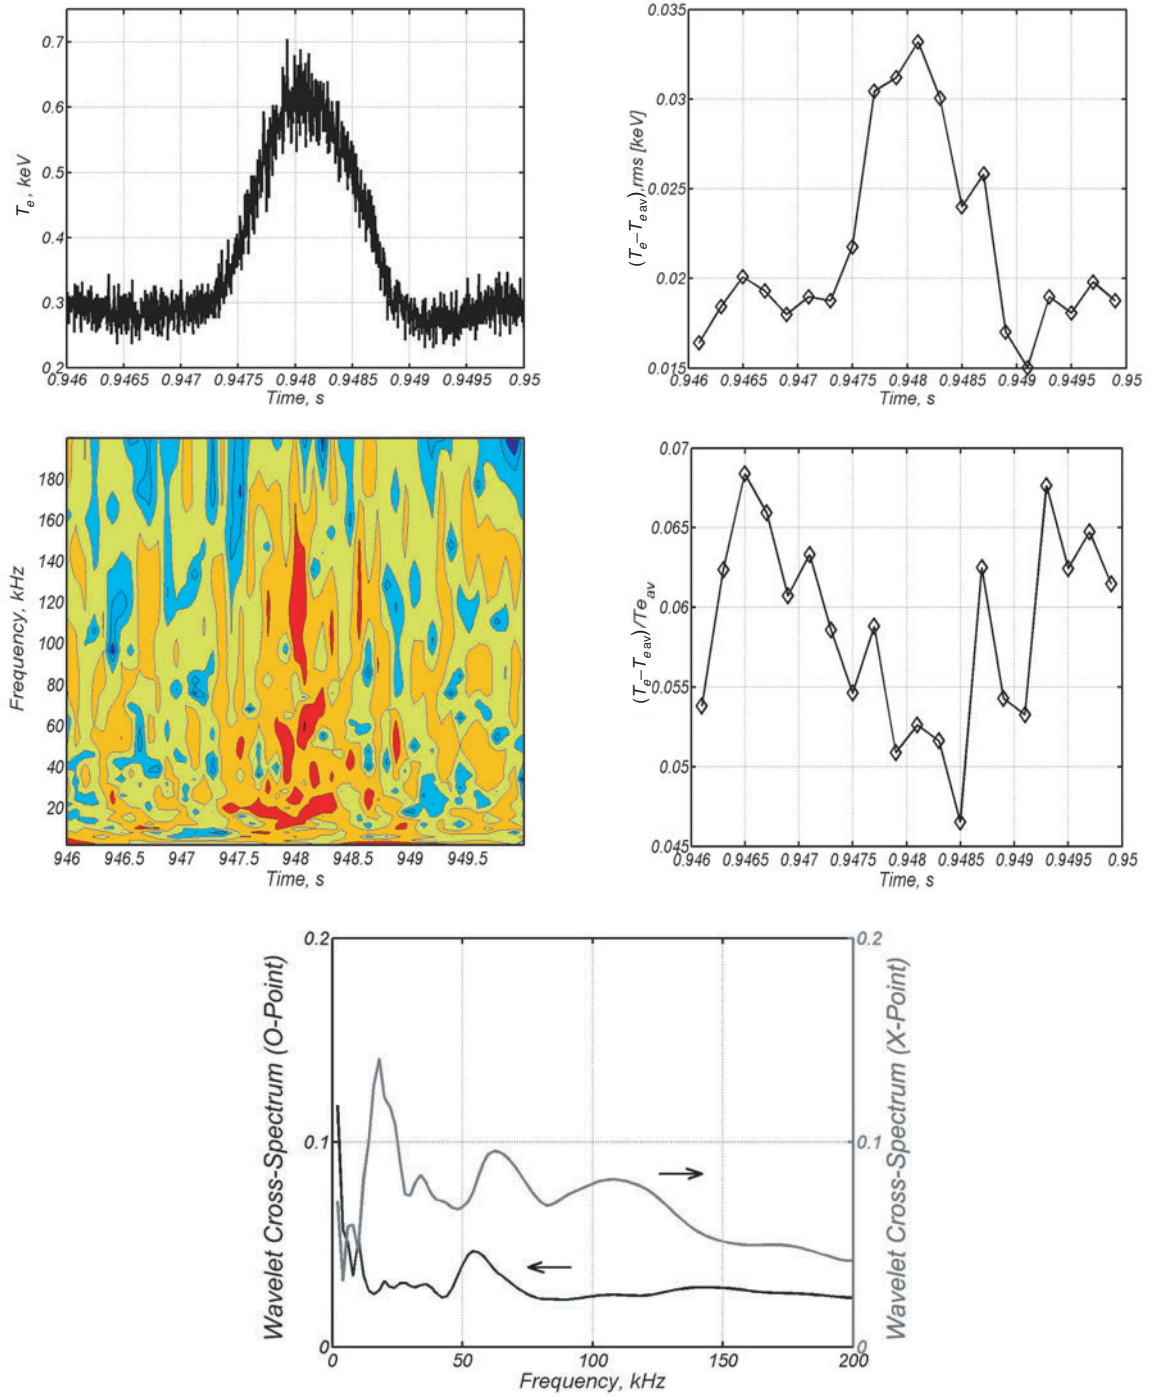 0.7
0.6
0.5
0.4
0.3
0.2
T_e, keV
0.946 0.9465 0.947 0.9475 0.948 0.9485 0.949 0.9495 0.95
Time, s
0.035
0.03
0.025
0.02
0.015
(T_e–T_e av),rms [keV]
0.946 0.9465 0.947 0.9475 0.948 0.9485 0.949 0.9495 0.95
Time, s
180
160
140
120
100
80
60
40
20
Frequency, kHz
946 946.5 947 947.5 948 948.5 949 949.5
Time, s
0.07
0.065
0.06
0.055
0.05
0.045
(T_e–T_e av)/Te_av
0.946 0.9465 0.947 0.9475 0.948 0.9485 0.949 0.9495 0.95
Time, s
0.2
0.1
0
Wavelet Cross-Spectrum (O-Point)
0.2
0.1
0
Wavelet Cross-Spectrum (X-Point)
0 50 100 150 200
Frequency, kHz